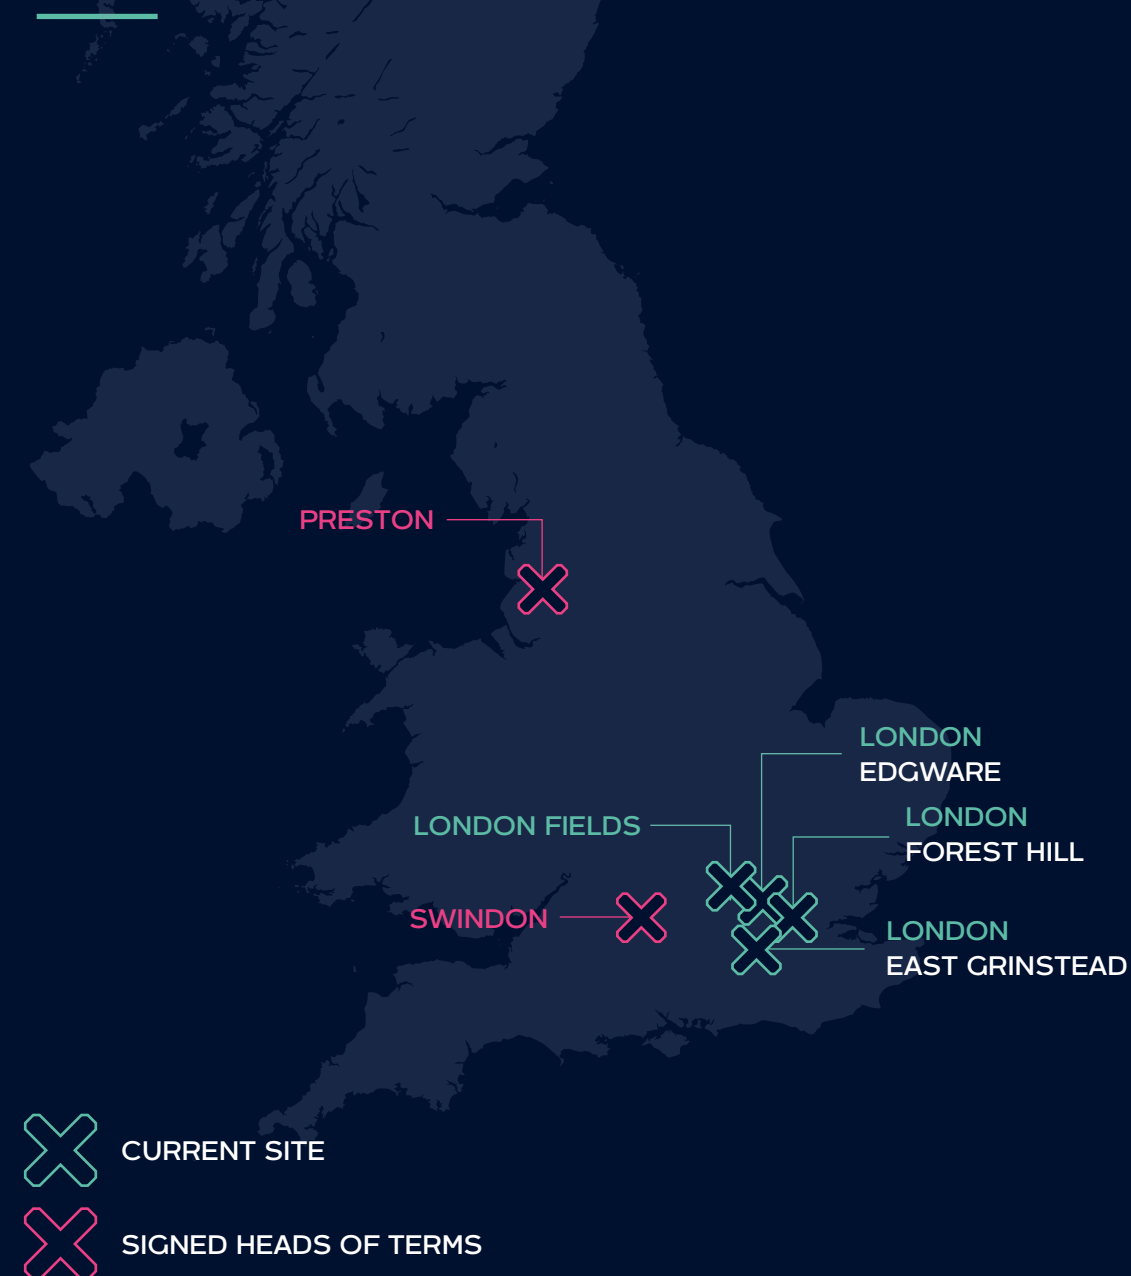 PRESTON
LONDON
EDGWARE
LONDON FIELDS
LONDON
FOREST HILL
SWINDON
LONDON
EAST GRINSTEAD
CURRENT SITE
SIGNED HEADS OF TERMS